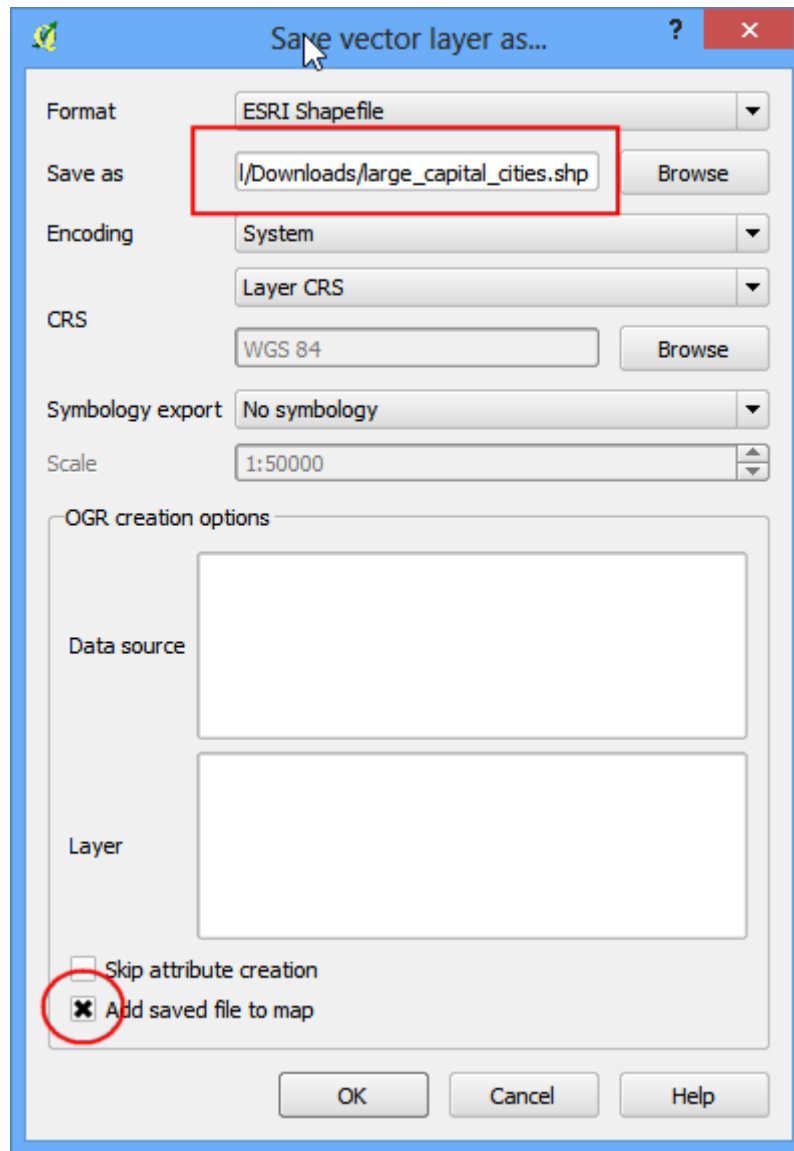 Save vector layer as... ?
Format ESRI Shapefile
Save as l/Downloads/large_capital_cities.shp Browse
Encoding System
Layer CRS
CRS
WGS 84 Browse
Symbology export No symbology
Scale 1:50000
OGR creation options
Data source
Layer
Skip attribute creation
Add saved file to map
OK Cancel Help